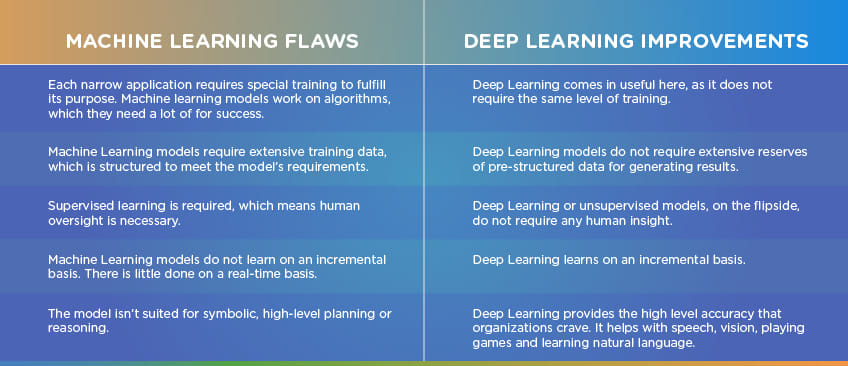 MACHINE LEARNING FLAWS
DEEP LEARNING IMPROVEMENTS
Each narrow application requires special training to fulfill
its purpose. Machine learning models work on algorithms,
which they need a lot of for success.
Deep Learning comes in useful here, as it does not
require the same level of training.
Machine Learning models require extensive training data,
which is structured to meet the model's requirements.
Deep Learning models do not require extensive reserves
of pre-structured data for generating results.
Supervised learning is required, which means human
oversight is necessary.
Deep Learning or unsupervised models, on the flipside,
do not require any human insight.
Machine Learning models do not learn on an incremental
basis. There is little done on a real-time basis.
Deep Learning learns on an incremental basis.
The model isn't suited for symbolic, high-level planning or
reasoning.
Deep Learning provides the high level accuracy that
organizations crave. It helps with speech, vision, playing
games and learning natural language.